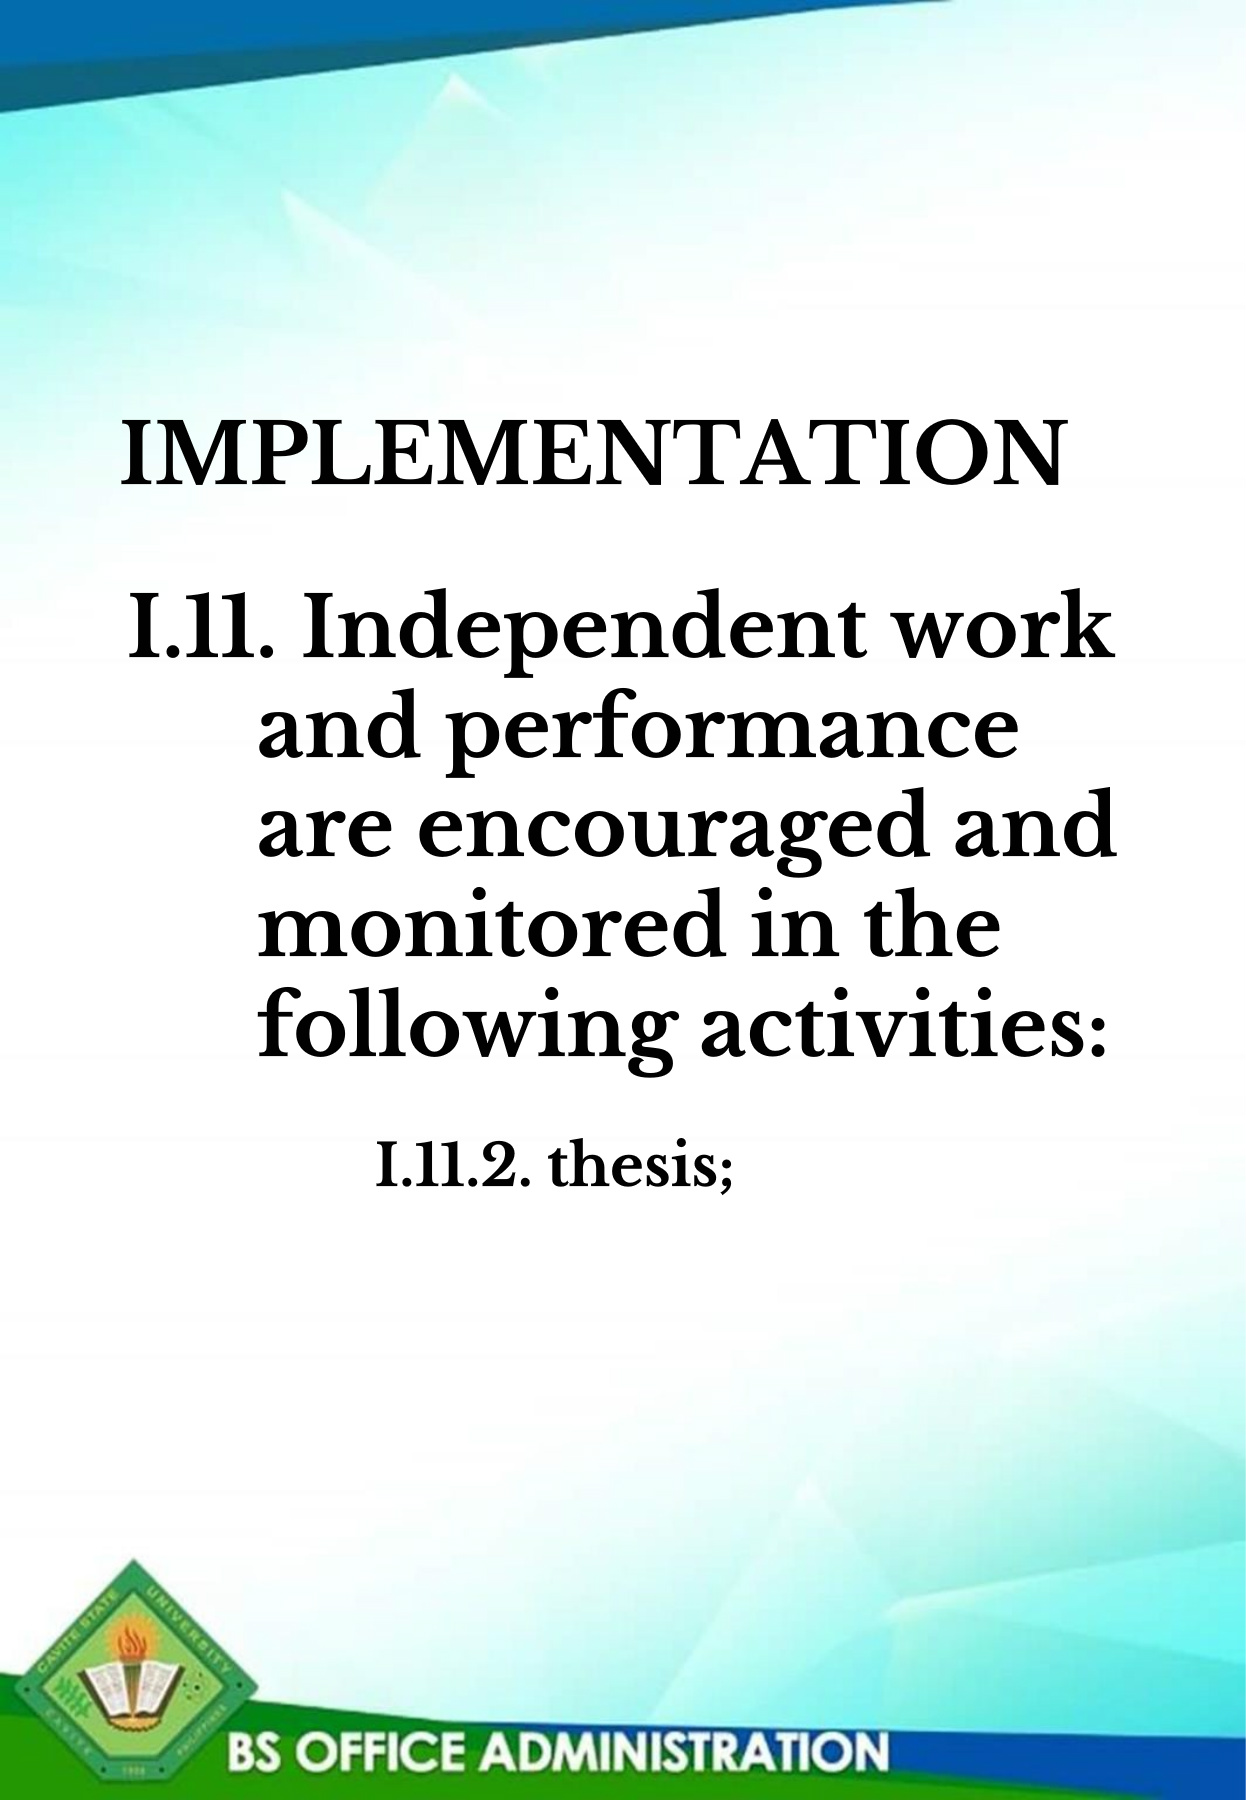 IMPLEMENTATION
I.11. Independent work
and performance
are encouraged and
monitored in the
following activities:
I.11.2. thesis;
CAVITE STATE UNIVERSITY
CAVITE PHILIPPINES
1906
BS OFFICE ADMINISTRATION